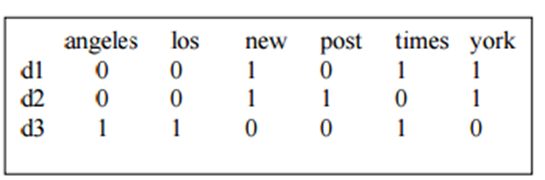 angeles los new post times york
d1 0 0 1 0 1 1
d2 0 0 1 1 0 1
d3 1 1 0 0 1 0